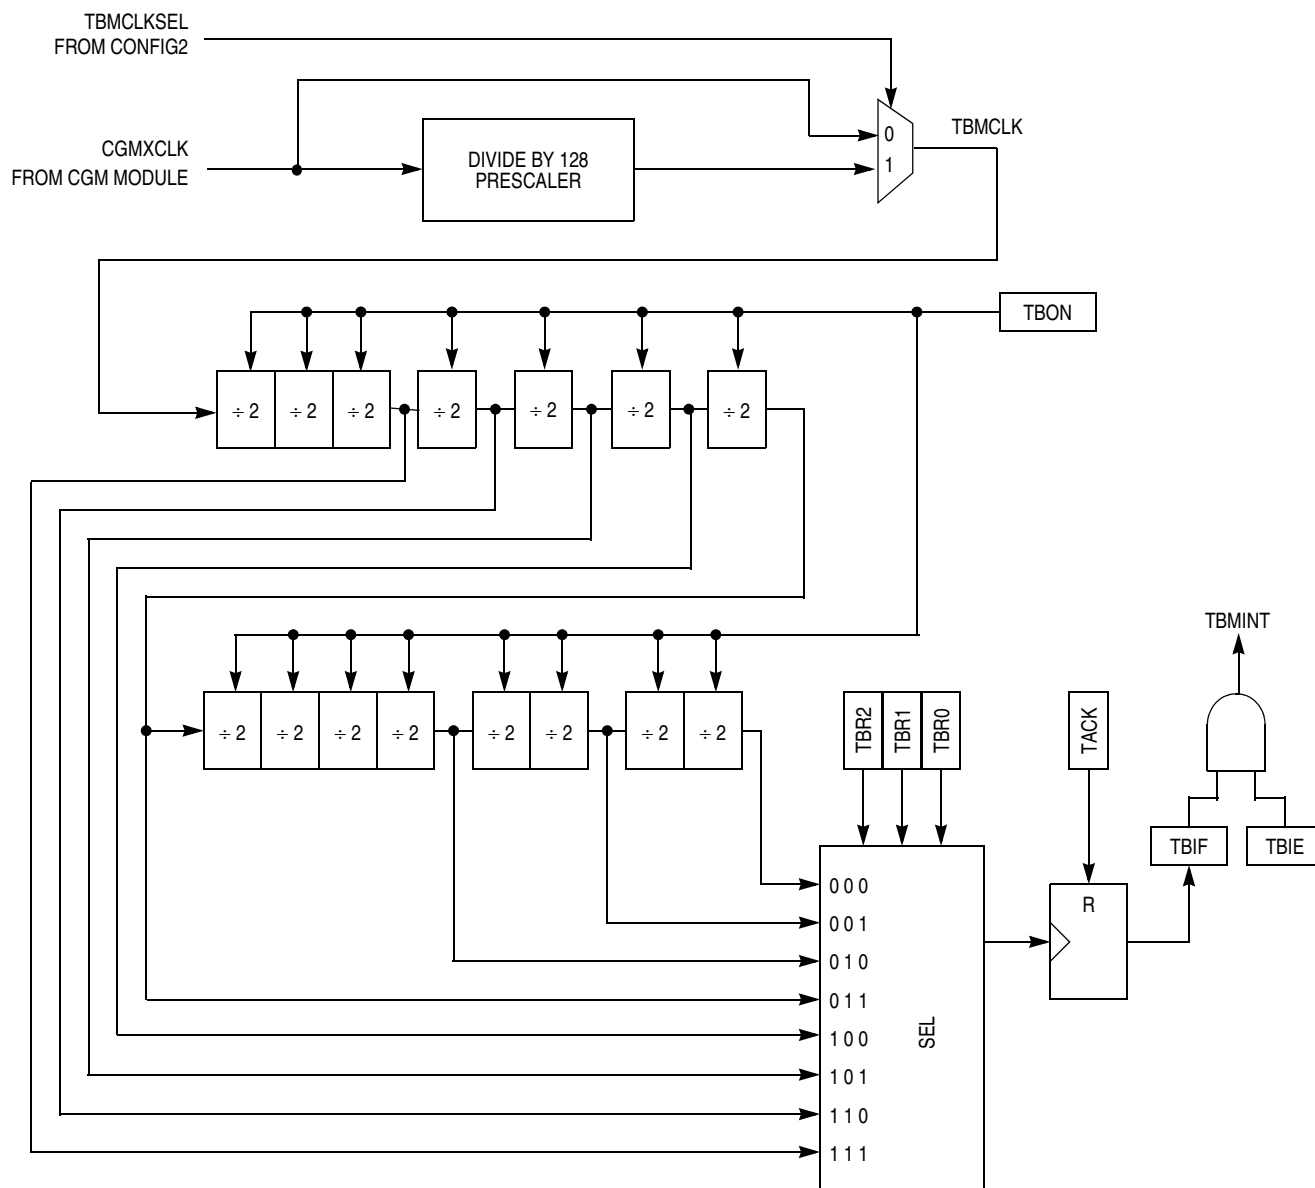 TBMCLKSEL
FROM CONFIG2
CGMXCLK
FROM CGM MODULE
DIVIDE BY 128
PRESCALER
0
1
TBMCLK
TBON
÷ 2
÷ 2
÷ 2
÷ 2
÷ 2
÷ 2
÷ 2
TBMINT
÷ 2
÷ 2
÷ 2
÷ 2
÷ 2
÷ 2
÷ 2
÷ 2
TBR2
TBR1
TBR0
TACK
TBIF
TBIE
R
0 0 0
0 0 1
0 1 0
0 1 1
1 0 0
1 0 1
1 1 0
1 1 1
SEL